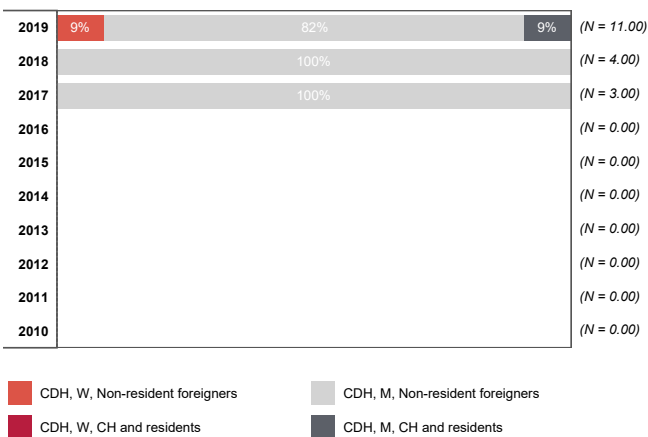 2019 9% 82% 9% (N = 11.00)
2018 100% (N = 4.00)
2017 100% (N = 3.00)
2016 (N = 0.00)
2015 (N = 0.00)
2014 (N = 0.00)
2013 (N = 0.00)
2012 (N = 0.00)
2011 (N = 0.00)
2010 (N = 0.00)
CDH, W, Non-resident foreigners CDH, M, Non-resident foreigners
CDH, W, CH and residents CDH, M, CH and residents